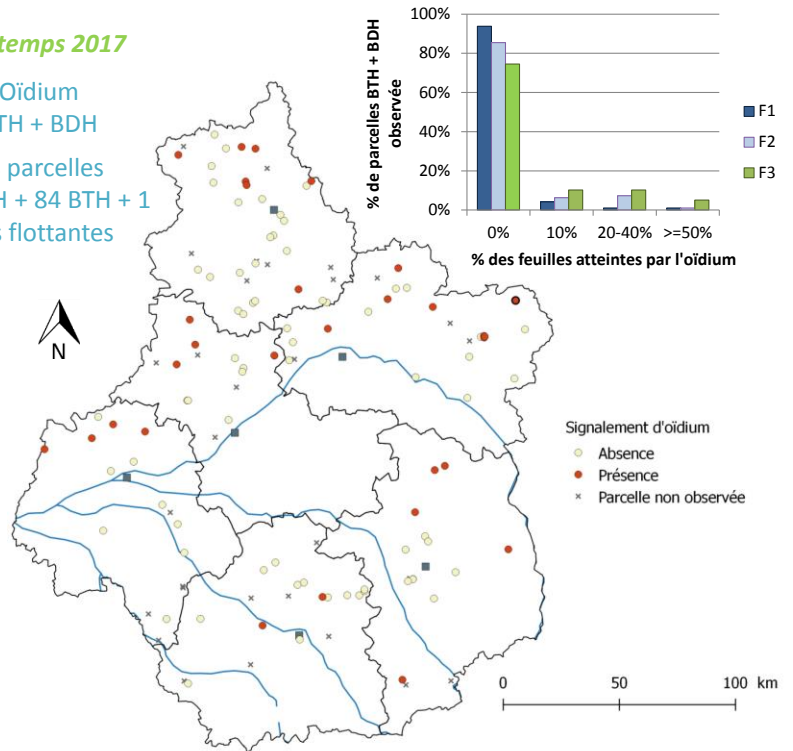 temps 2017
Oïdium
TH + BDH
parcelles
H + 84 BTH + 1
s flottantes
% de parcelles BTH + BDH
observée
100%
80%
60%
40%
20%
0%
0% 10% 20-40% >=50%
% des feuilles atteintes par l'oïdium
F1
F2
F3
N
Signalement d'oïdium
Absence
Présence
Parcelle non observée
0 50 100 km